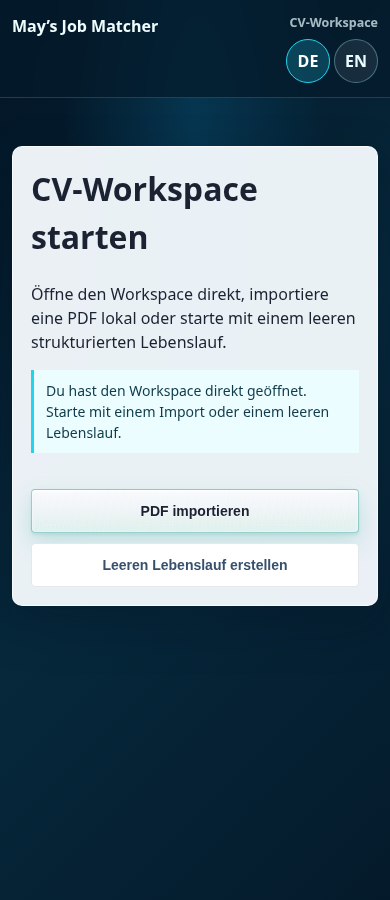 May’s Job Matcher
CV-Workspace
DE
EN
CV-Workspace
starten
Öffne den Workspace direkt, importiere
eine PDF lokal oder starte mit einem leeren
strukturierten Lebenslauf.
Du hast den Workspace direkt geöffnet.
Starte mit einem Import oder einem leeren
Lebenslauf.
PDF importieren
Leeren Lebenslauf erstellen